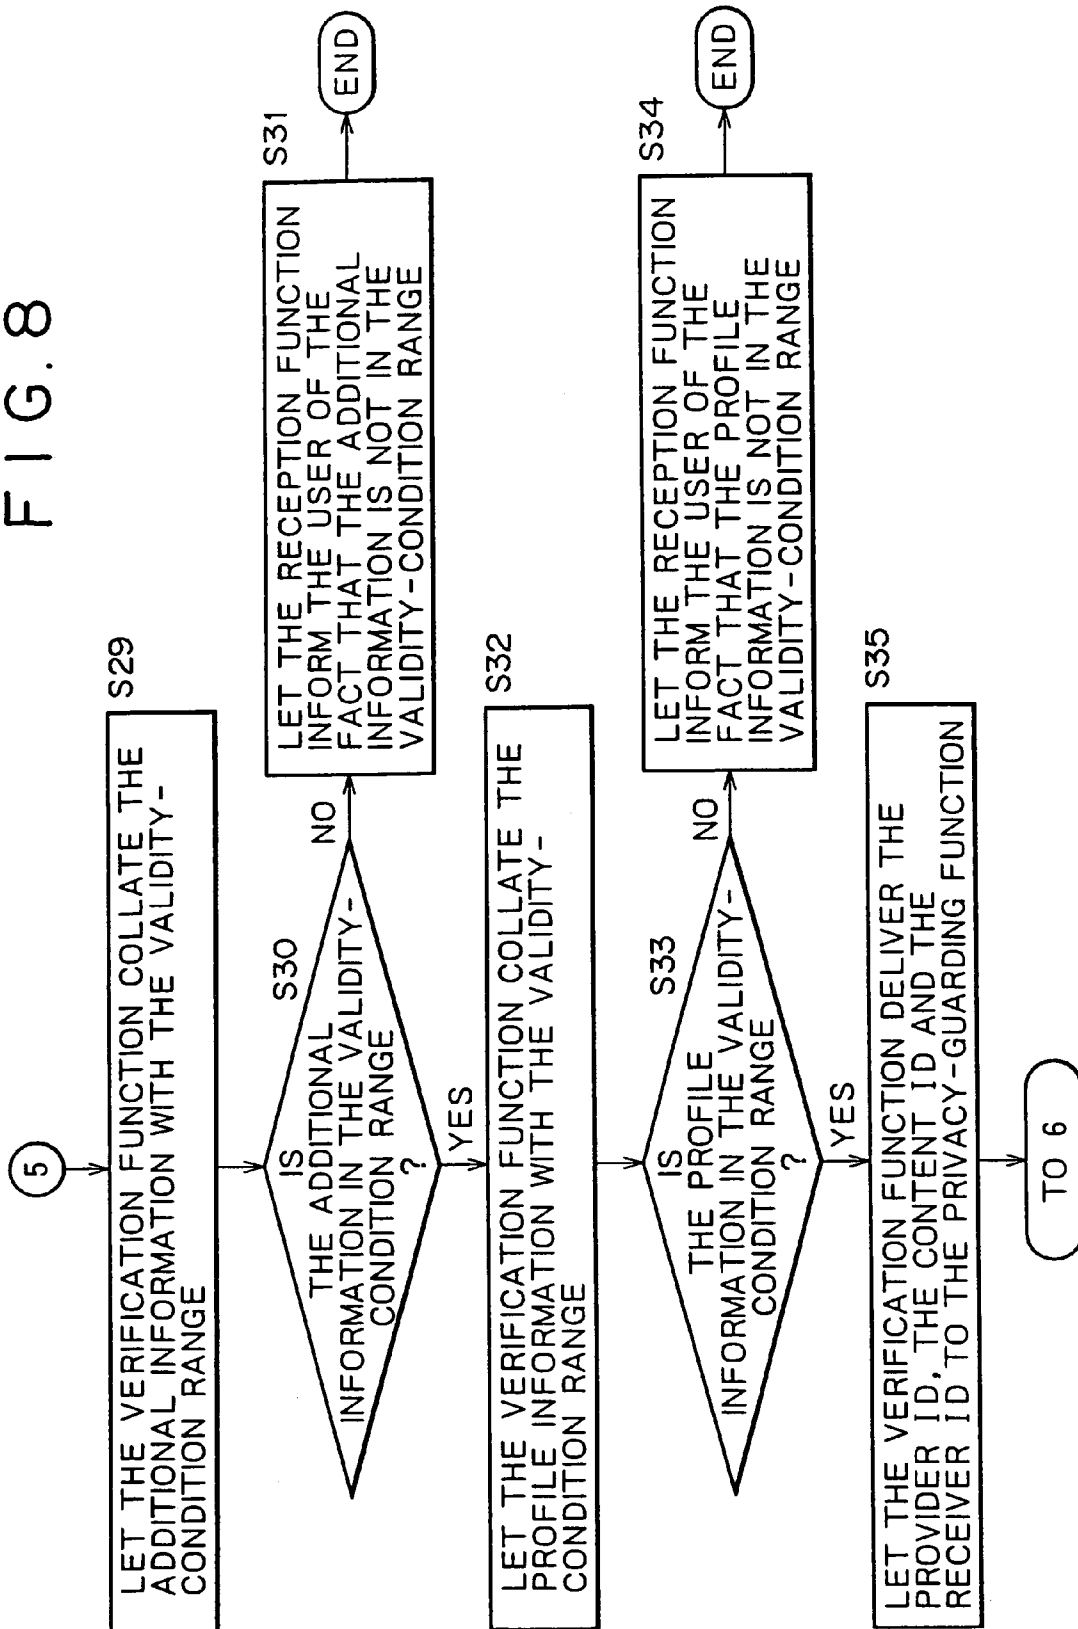 FIG.8
5
S29
LET THE VERIFICATION FUNCTION COLLATE THE
ADDITIONAL INFORMATION WITH THE VALIDITY-
CONDITION RANGE
S30
IS
THE ADDITIONAL
INFORMATION IN THE VALIDITY-
CONDITION RANGE
?
NO
YES
S31
LET THE RECEPTION FUNCTION
INFORM THE USER OF THE
FACT THAT THE ADDITIONAL
INFORMATION IS NOT IN THE
VALIDITY-CONDITION RANGE
END
S32
LET THE VERIFICATION FUNCTION COLLATE THE
PROFILE INFORMATION WITH THE VALIDITY-
CONDITION RANGE
S33
IS
THE PROFILE
INFORMATION IN THE VALIDITY-
CONDITION RANGE
?
NO
YES
S34
LET THE RECEPTION FUNCTION
INFORM THE USER OF THE
FACT THAT THE PROFILE
INFORMATION IS NOT IN THE
VALIDITY-CONDITION RANGE
END
S35
LET THE VERIFICATION FUNCTION DELIVER THE
PROVIDER ID, THE CONTENT ID AND THE
RECEIVER ID TO THE PRIVACY-GUARDING FUNCTION
TO 6